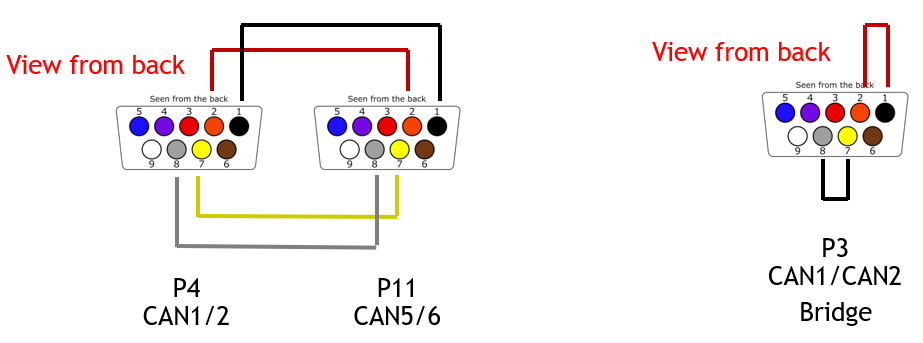 View from back
Seen from the back
5 4 3 2 1
9 8 7 6
Seen from the back
5 4 3 2 1
9 8 7 6
P4
CAN1/2
P11
CAN5/6
View from back
Seen from the back
5 4 3 2 1
9 8 7 6
P3
CAN1/CAN2
Bridge